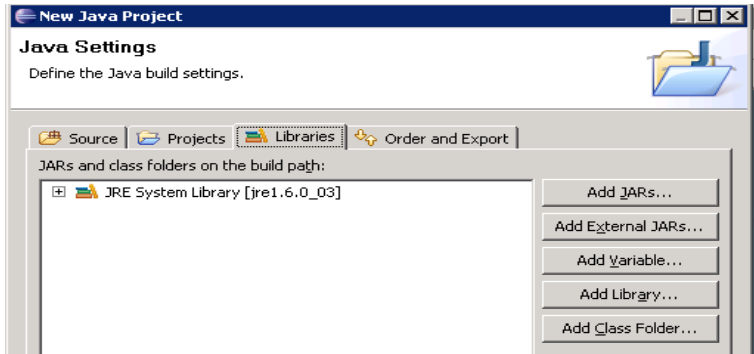 New Java Project
Java Settings
Define the Java build settings.
Source Projects Libraries Order and Export
JARs and class folders on the build path:
JRE System Library [jre1.6.0_03]
Add JARs...
Add External JARs...
Add Variable...
Add Library...
Add Class Folder...